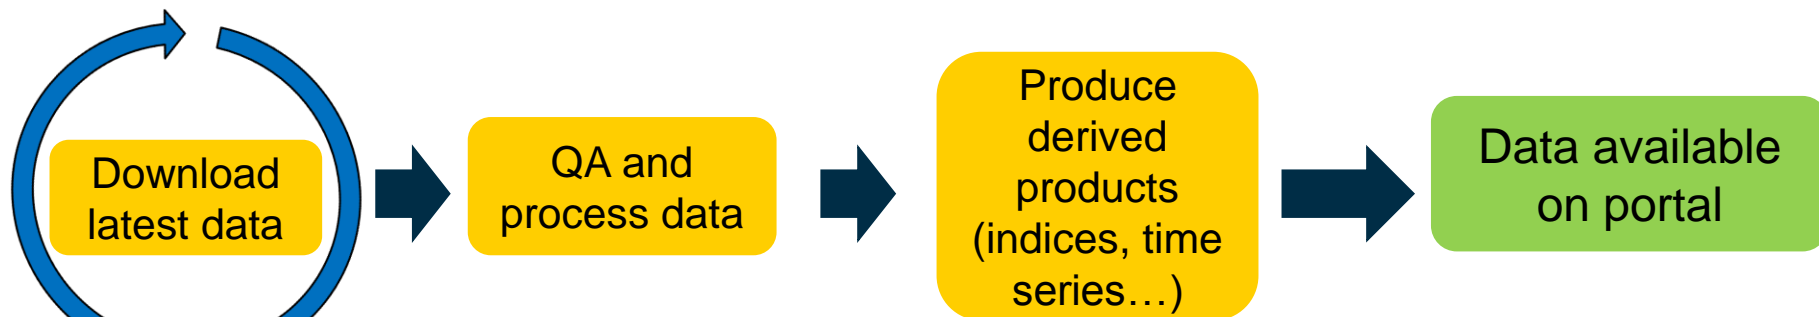 Download
latest data
QA and
process data
Produce
derived
products
(indices, time
series…)
Data available
on portal